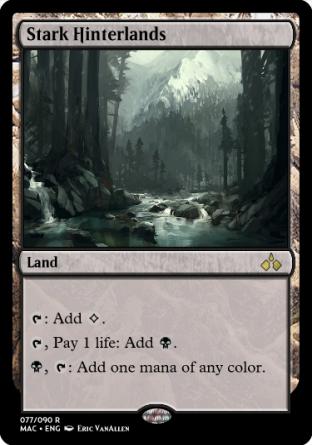 Stark Hinterlands
Land
: Add .
, Pay 1 life: Add .
, : Add one mana of any color.
077/090 R
MAC • ENG Eric VanAllen